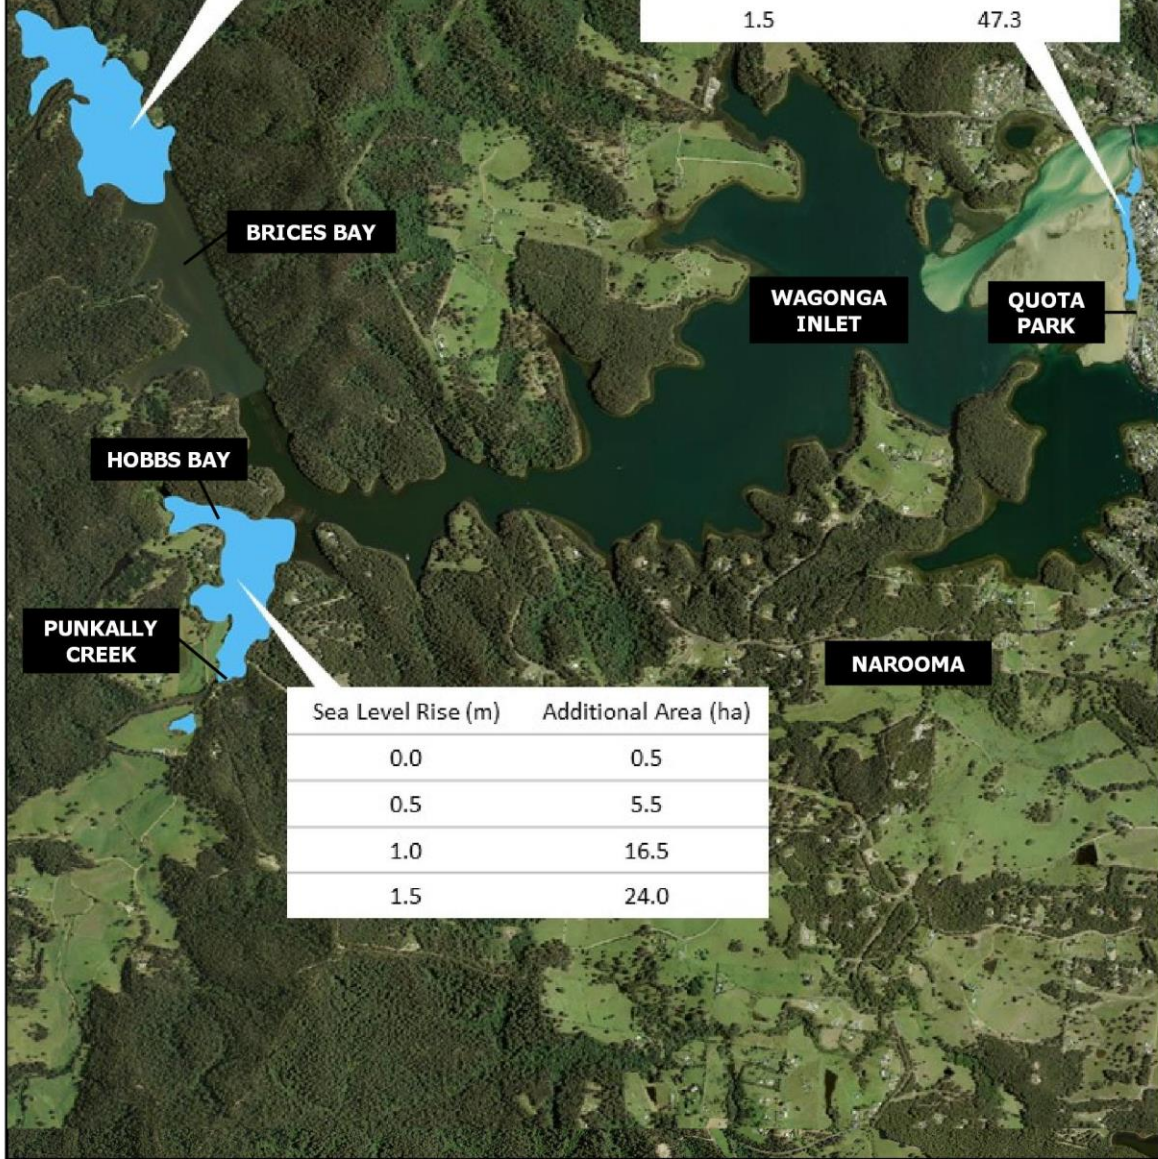 1.5 47.3
BRICES BAY
WAGONGA
INLET
QUOTA
PARK
HOBBS BAY
PUNKALLY
CREEK
NAROOMA
Sea Level Rise (m) Additional Area (ha)
0.0 0.5
0.5 5.5
1.0 16.5
1.5 24.0